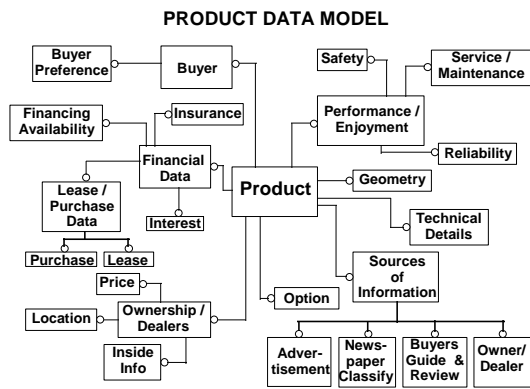 PRODUCT DATA MODEL
Buyer
Preference
Buyer
Safety
Service /
Maintenance
Financing
Availability
Insurance
Performance /
Enjoyment
Financial
Data
Reliability
Product
Geometry
Lease /
Purchase
Data
Interest
Technical
Details
Purchase
Lease
Sources
of
Information
Price
Location
Ownership /
Dealers
Option
Inside
Info
Adver-
tisement
News-
paper
Classify
Buyers
Guide &
Review
Owner/
Dealer